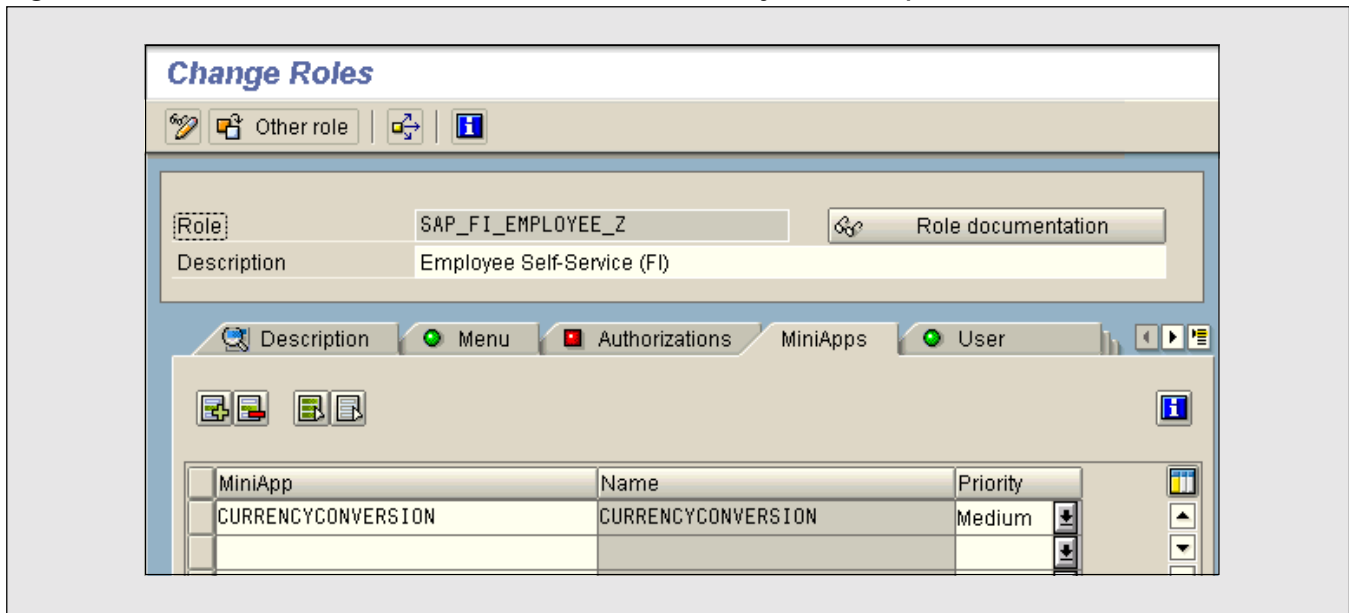 Change Roles
Other role
Role SAP_FI_EMPLOYEE_Z Role documentation
Description Employee Self-Service (FI)
Description Menu Authorizations MiniApps User
MiniApp Name Priority
CURRENCYCONVERSION CURRENCYCONVERSION Medium